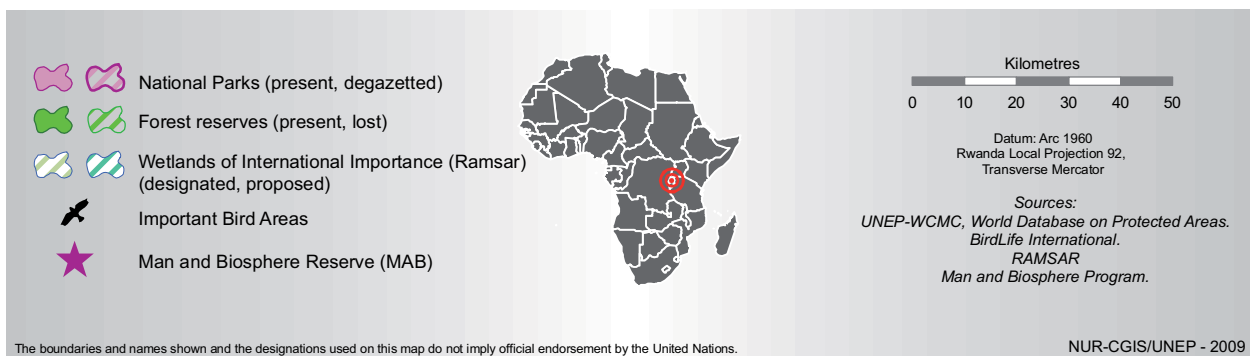 National Parks (present, degazetted)
Forest reserves (present, lost)
Wetlands of International Importance (Ramsar)
(designated, proposed)
Important Bird Areas
Man and Biosphere Reserve (MAB)
Kilometres
0 10 20 30 40 50
Datum: Arc 1960
Rwanda Local Projection 92,
Transverse Mercator
Sources:
UNEP-WCMC, World Database on Protected Areas.
BirdLife International.
RAMSAR
Man and Biosphere Program.
The boundaries and names shown and the designations used on this map do not imply official endorsement by the United Nations.
NUR-CGIS/UNEP - 2009